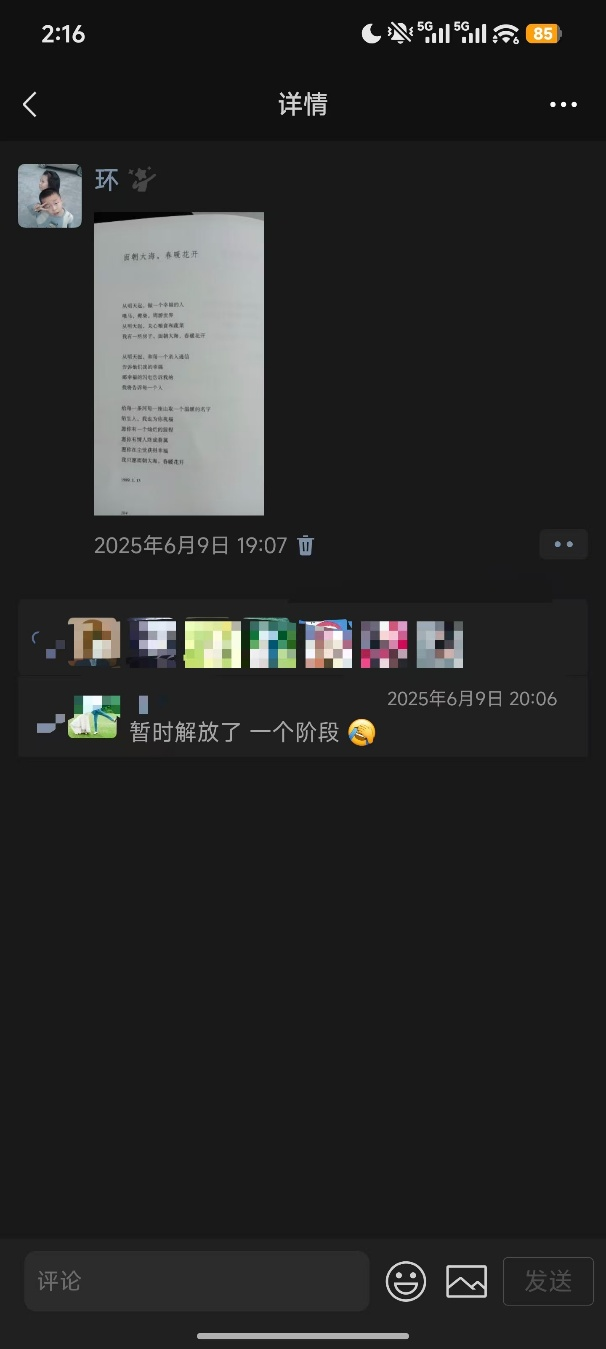 2:16
5G
5G
6
85
详情
环
面朝大海，春暖花开
从明天起，做一个幸福的人
喂马，劈柴，周游世界
从明天起，关心粮食和蔬菜
我有一所房子，面朝大海，春暖花开
从明天起，和每一个亲人通信
告诉他们我的幸福
那幸福的闪电告诉我的
我将告诉每一个人
给每一条河每一座山取一个温暖的名字
陌生人，我也为你祝福
愿你有一个灿烂的前程
愿你有情人终成眷属
愿你在尘世获得幸福
我只愿面朝大海，春暖花开
1989.1.13
2025年6月9日 19:07
2025年6月9日 20:06
暂时解放了 一个阶段 😂
评论
发送